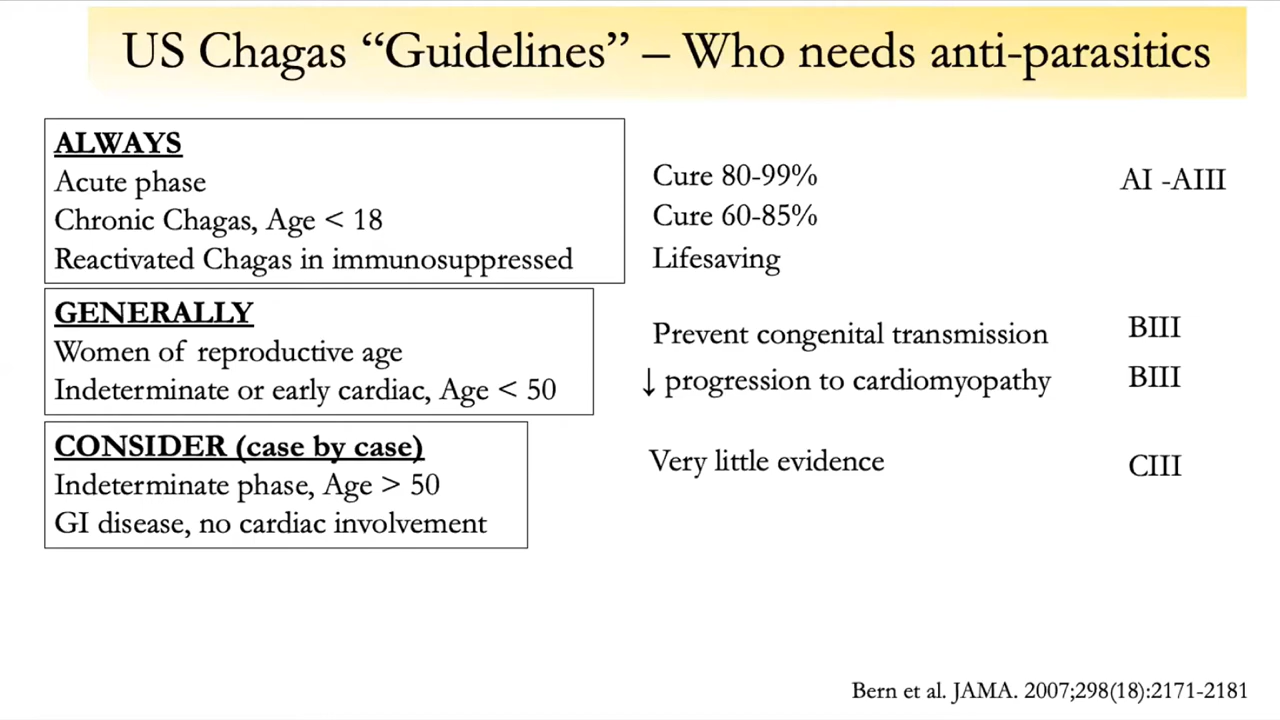 US Chagas “Guidelines” – Who needs anti-parasitics
ALWAYS
Acute phase
Chronic Chagas, Age < 18
Reactivated Chagas in immunosuppressed
Cure 80-99%
Cure 60-85%
Lifesaving
AI -AIII
GENERALLY
Women of reproductive age
Indeterminate or early cardiac, Age < 50
Prevent congenital transmission
↓ progression to cardiomyopathy
BIII
BIII
CONSIDER (case by case)
Indeterminate phase, Age > 50
GI disease, no cardiac involvement
Very little evidence
CIII
Bern et al. JAMA. 2007;298(18):2171-2181